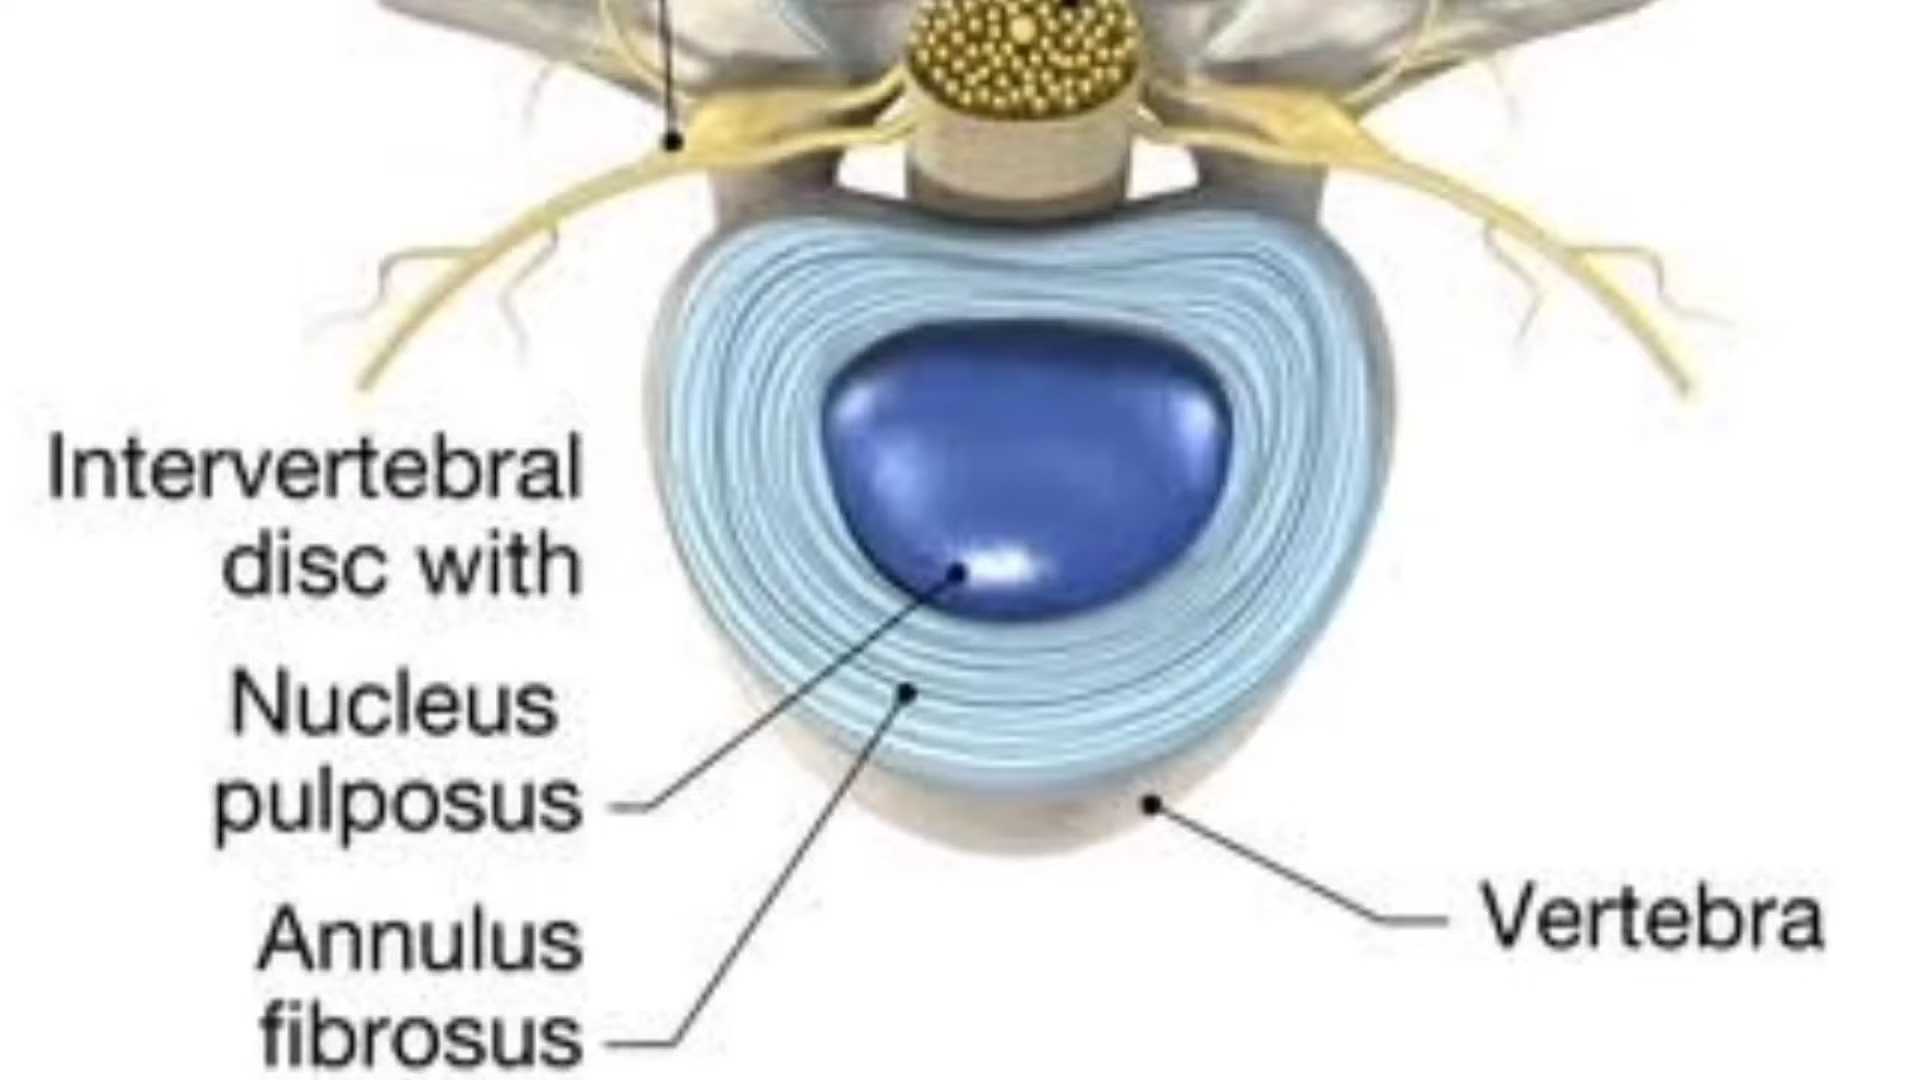 Intervertebral
disc with
Nucleus
pulposus
Annulus
fibrosus
Vertebra